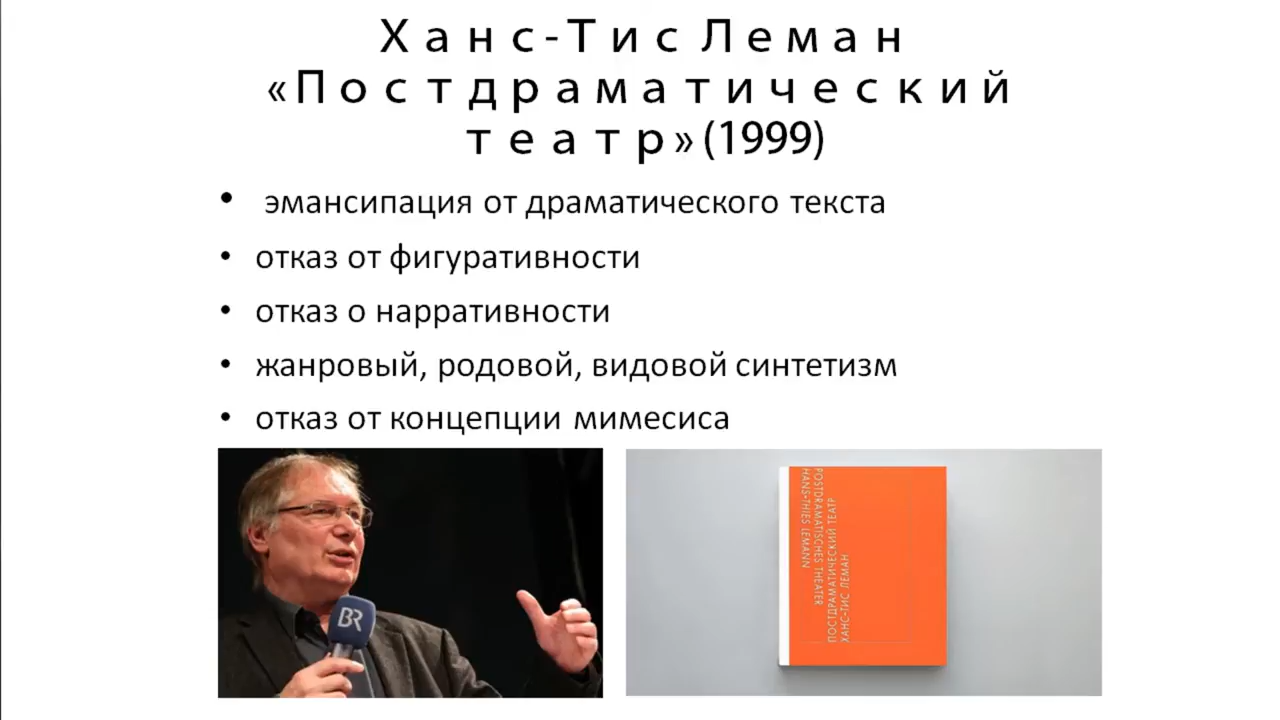 Ханс-Тис Леман
«Постдраматический
театр» (1999)
• эмансипация от драматического текста
• отказ от фигуративности
• отказ о нарративности
• жанровый, родовой, видовой синтетизм
• отказ от концепции мимесиса
BR
HANS-THIES LEMANN
POSTDRAMATISCHES THEATER
ПОСТДРАМАТИЧЕСКИЙ ТЕАТР
ХАНС-ТИС ЛЕМАН